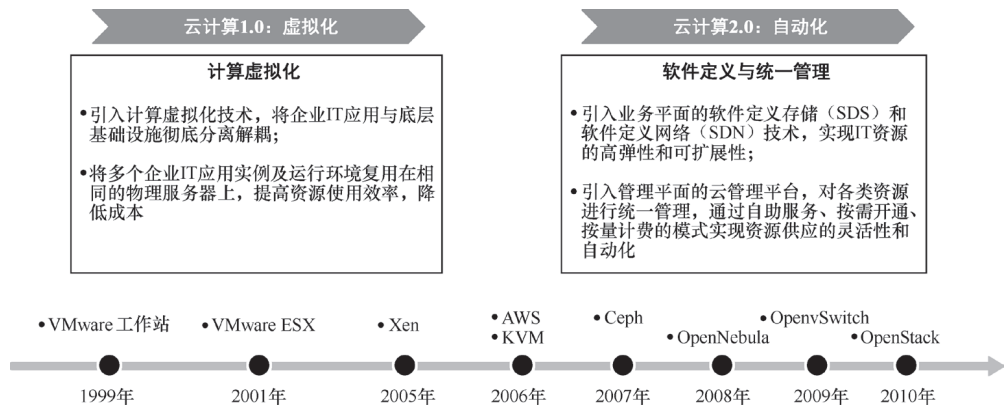 云计算1.0：虚拟化
计算虚拟化
•引入计算虚拟化技术，将企业IT应用与底层
基础设施彻底分离解耦；
•将多个企业IT应用实例及运行环境复用在相
同的物理服务器上，提高资源使用效率，降
低成本
云计算2.0：自动化
软件定义与统一管理
•引入业务平面的软件定义存储（SDS）和
软件定义网络（SDN）技术，实现IT资源
的高弹性和可扩展性；
•引入管理平面的云管理平台，对各类资源
进行统一管理，通过自助服务、按需开通、
按量计费的模式实现资源供应的灵活性和
自动化
•VMware 工作站
•VMware ESX
•Xen
•AWS
•KVM
•Ceph
•OpenNebula
•OpenvSwitch
•OpenStack
1999年
2001年
2005年
2006年
2007年
2008年
2009年
2010年